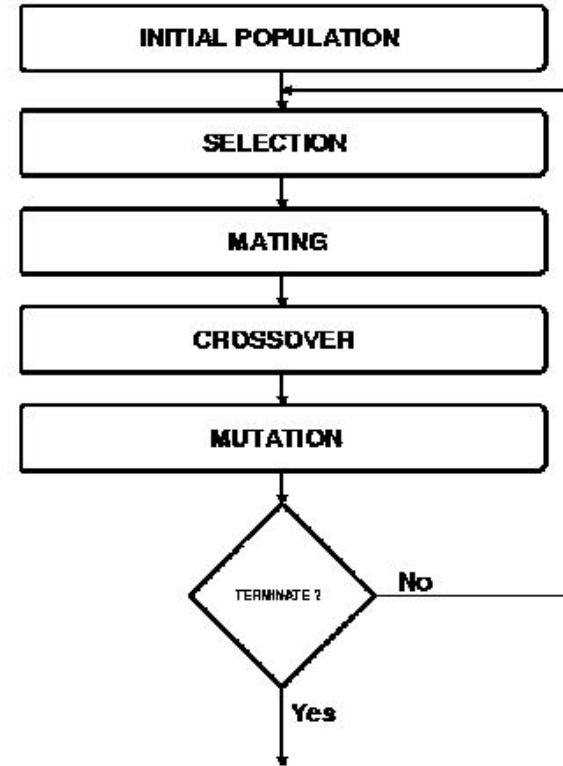 INITIAL POPULATION
SELECTION
MATING
CROSSOVER
MUTATION
TERMINATE ?
No
Yes